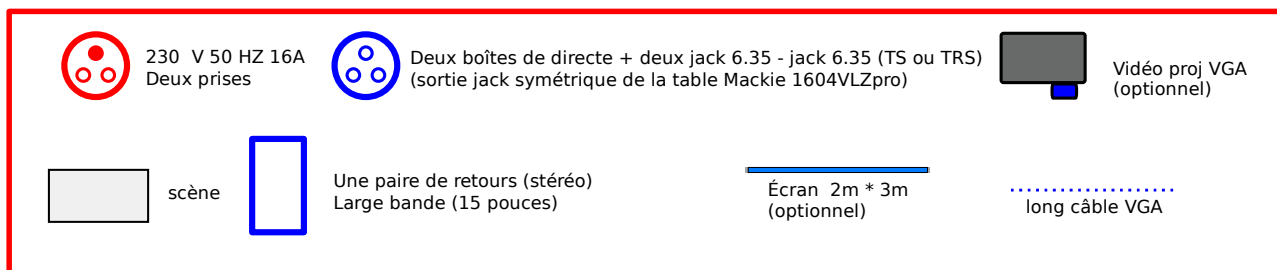 230  V 50 HZ 16A
Deux prises
Deux boîtes de directe + deux jack 6.35 - jack 6.35 (TS ou TRS)
(sortie jack symétrique de la table Mackie 1604VLZpro)
Vidéo proj VGA
(optionnel)
scène
Une paire de retours (stéréo)
Large bande (15 pouces)
Écran  2m * 3m
(optionnel)
long câble VGA